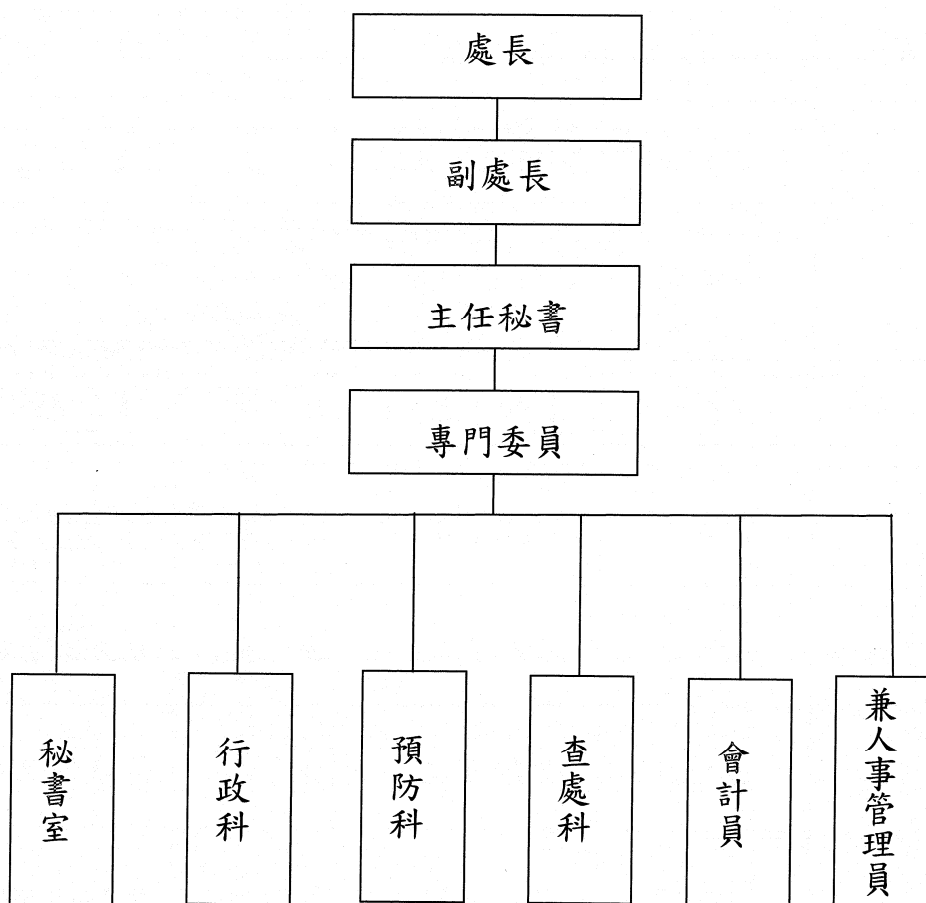 處長
副處長
主任秘書
專門委員
秘書室
行政科
預防科
查處科
會計員
兼人事管理員